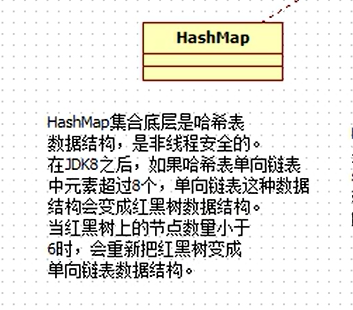 HashMap
HashMap集合底层是哈希表
数据结构，是非线程安全的。
在JDK8之后，如果哈希表单向链表
中元素超过8个，单向链表这种数据
结构会变成红黑树数据结构。
当红黑树上的节点数量小于
6时，会重新把红黑树变成
单向链表数据结构。